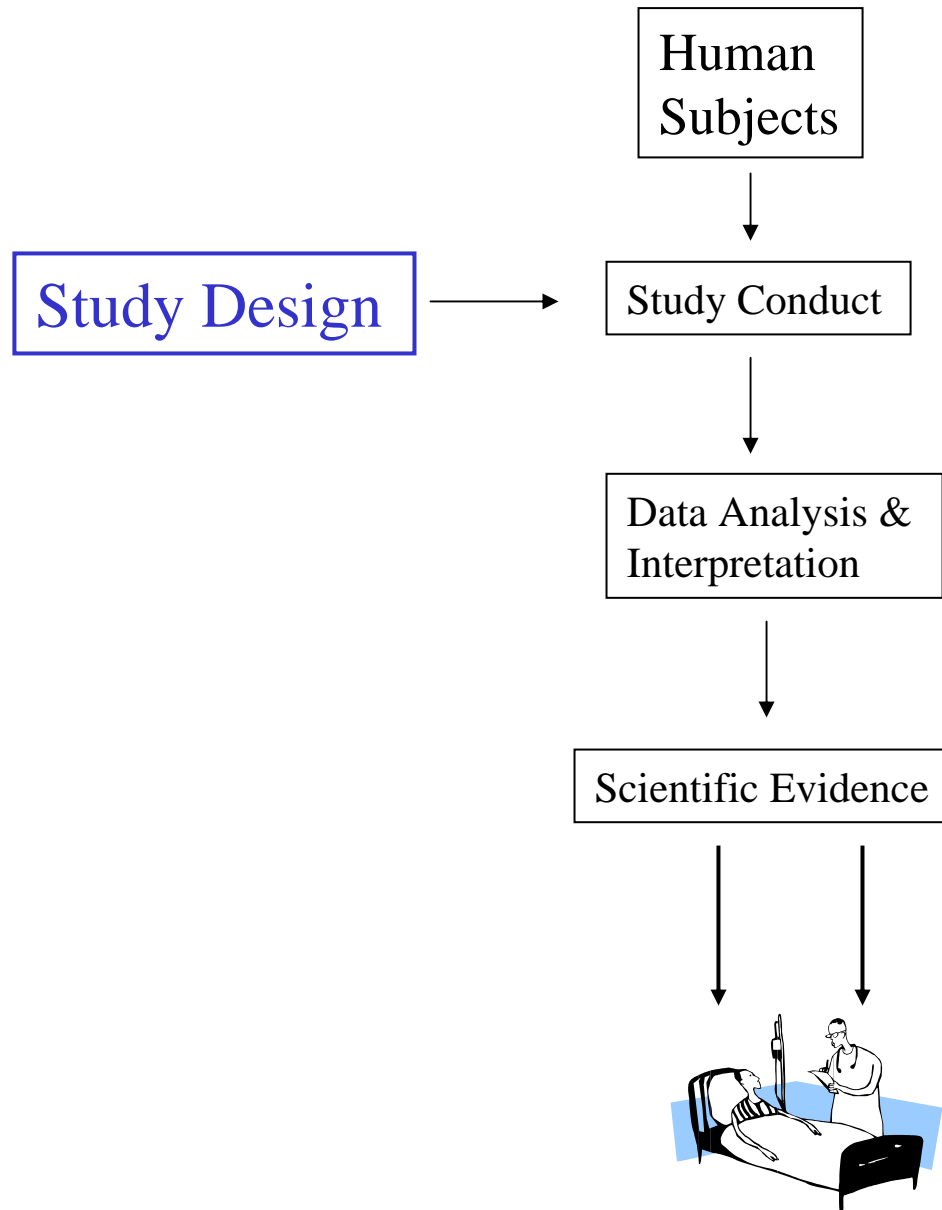 Human
Subjects
Study Design
Study Conduct
Data Analysis &
Interpretation
Scientific Evidence